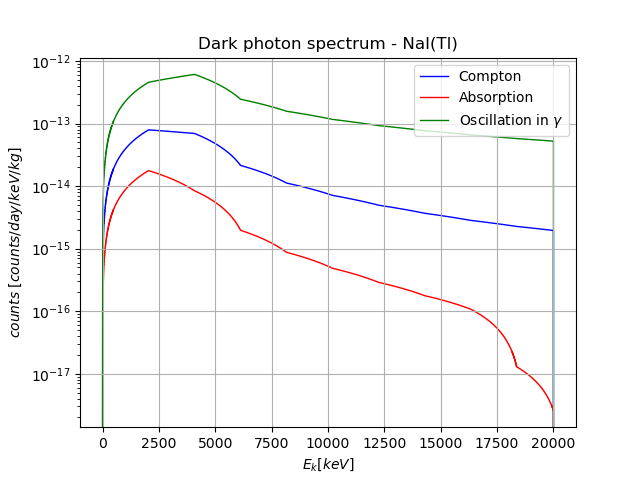 Dark photon spectrum - NaI(Tl)
10⁻¹²
10⁻¹³
10⁻¹⁴
10⁻¹⁵
10⁻¹⁶
10⁻¹⁷
counts [counts/day/keV/kg]
Compton
Absorption
Oscillation in γ
0 2500 5000 7500 10000 12500 15000 17500 20000
E_k[keV]